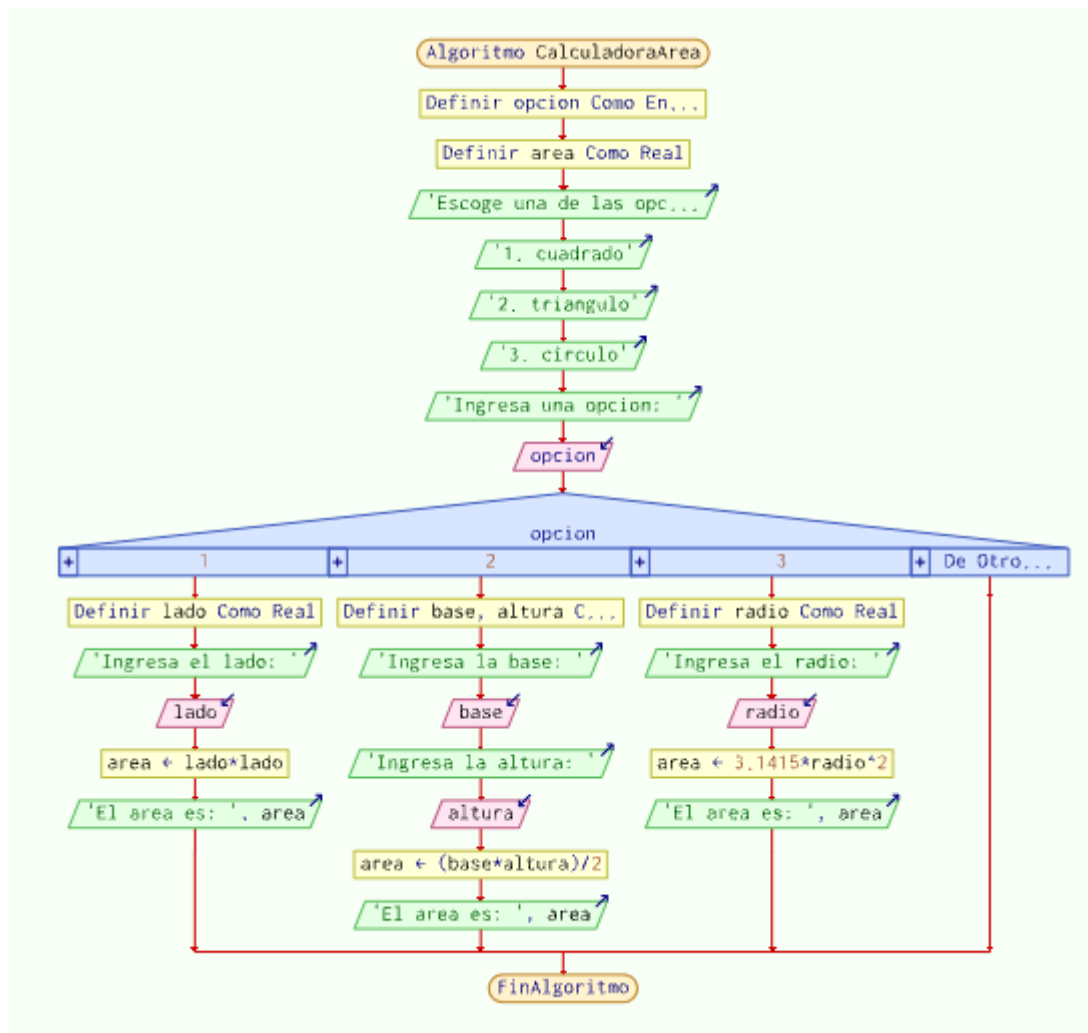 Algoritmo CalculadoraArea
Definir opcion Como En...
Definir area Como Real
'Escoge una de las opc...
'1. cuadrado'
'2. triangulo'
'3. circulo'
'Ingresa una opcion: '
opcion
opcion
+ 1 + 2 + 3 + De Otro...
Definir lado Como Real
'Ingresa el lado: '
lado
area ← lado*lado
'El area es: ', area
Definir base, altura C...
'Ingresa la base: '
base
'Ingresa la altura: '
altura
area ← (base*altura)/2
'El area es: ', area
Definir radio Como Real
'Ingresa el radio: '
radio
area ← 3.1415*radio^2
'El area es: ', area
FinAlgoritmo